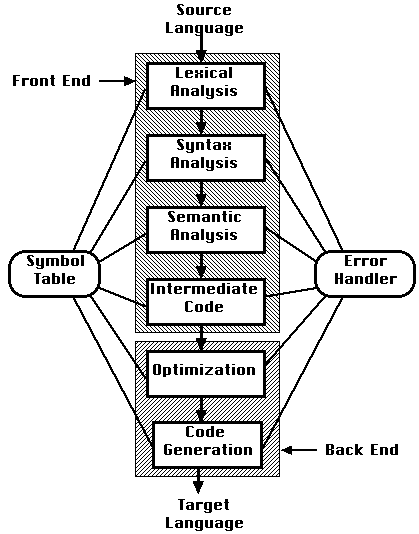 Source
Language
Front End
Lexical
Analysis
Syntax
Analysis
Semantic
Analysis
Symbol
Table
Error
Handler
Intermediate
Code
Optimization
Code
Generation
Back End
Target
Language